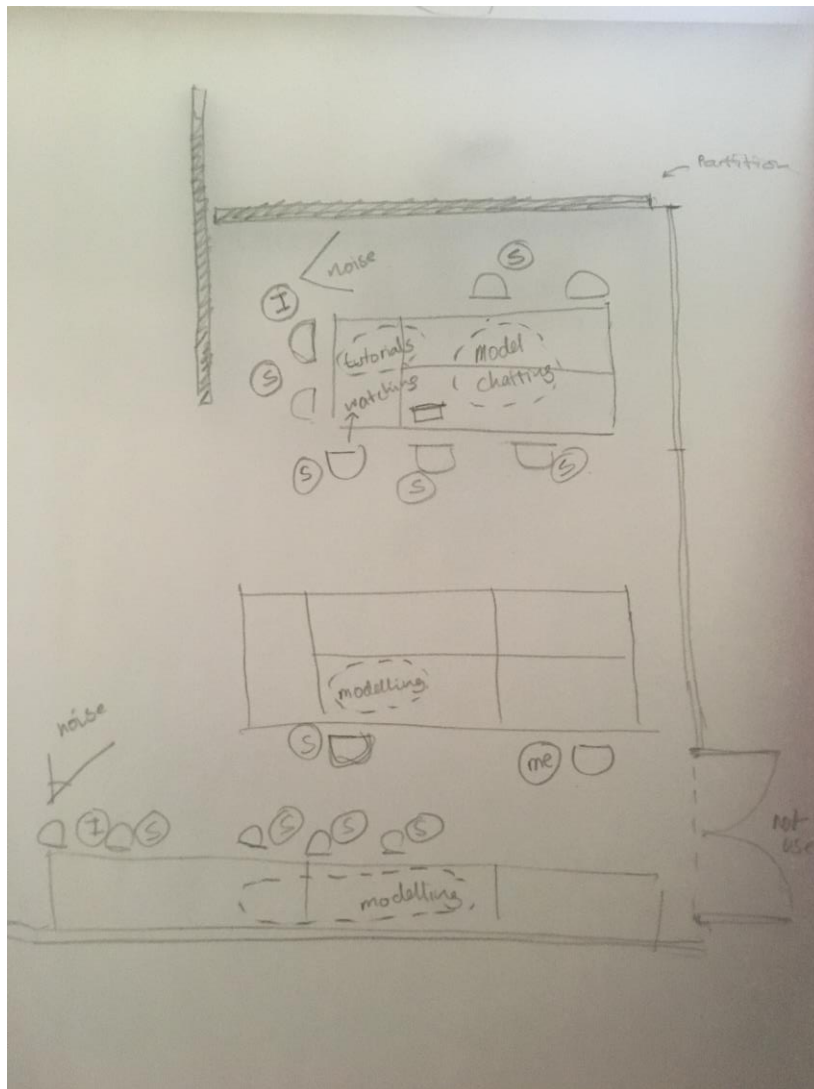 Partition
noise
S
I
tutorials
model
S
watching
chatting
S
S
S
modelling
noise
S
me
I
S
S
S
S
not
use
modelling